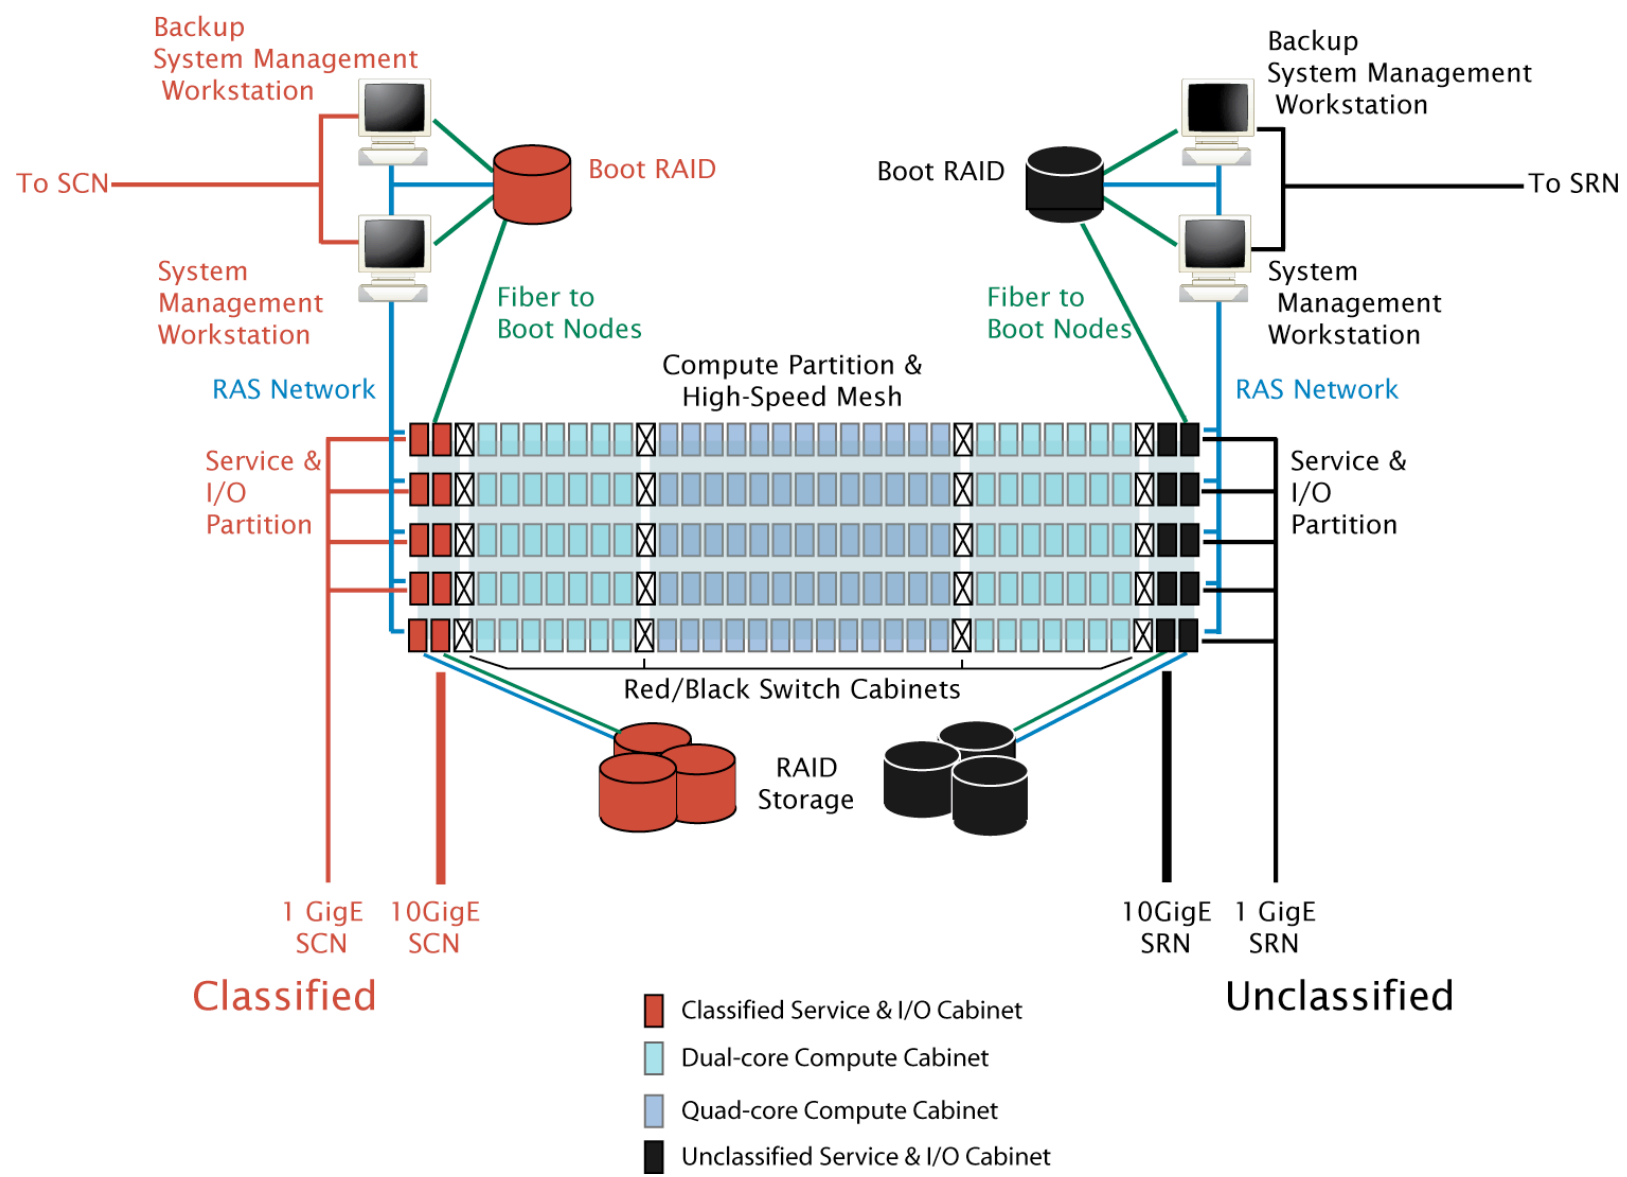 Backup
System Management
Workstation
Backup
System Management
Workstation
To SCN
Boot RAID
Boot RAID
To SRN
System
Management
Workstation
System
Management
Workstation
Fiber to
Boot Nodes
Fiber to
Boot Nodes
RAS Network
Compute Partition &
High-Speed Mesh
RAS Network
Service &
I/O
Partition
Service &
I/O
Partition
Red/Black Switch Cabinets
RAID
Storage
1 GigE
SCN
10GigE
SCN
10GigE
SRN
1 GigE
SRN
Classified
Unclassified
Classified Service & I/O Cabinet
Dual-core Compute Cabinet
Quad-core Compute Cabinet
Unclassified Service & I/O Cabinet